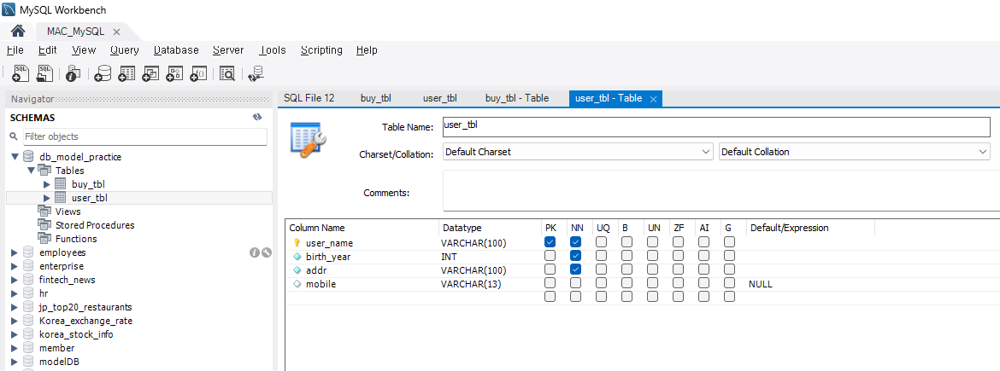 MySQL Workbench
MAC_MySQL
File Edit View Query Database Server Tools Scripting Help
Navigator
SCHEMAS
Filter objects
db_model_practice
Tables
buy_tbl
user_tbl
Views
Stored Procedures
Functions
employees
enterprise
fintech_news
hr
jp_top20_restaurants
Korea_exchange_rate
korea_stock_info
member
modelDB
SQL File 12 buy_tbl user_tbl buy_tbl - Table user_tbl - Table
Table Name: user_tbl
Charset/Collation: Default Charset Default Collation
Comments:
Column Name Datatype PK NN UQ B UN ZF AI G Default/Expression
user_name VARCHAR(100)
birth_year INT
addr VARCHAR(100)
mobile VARCHAR(13) NULL